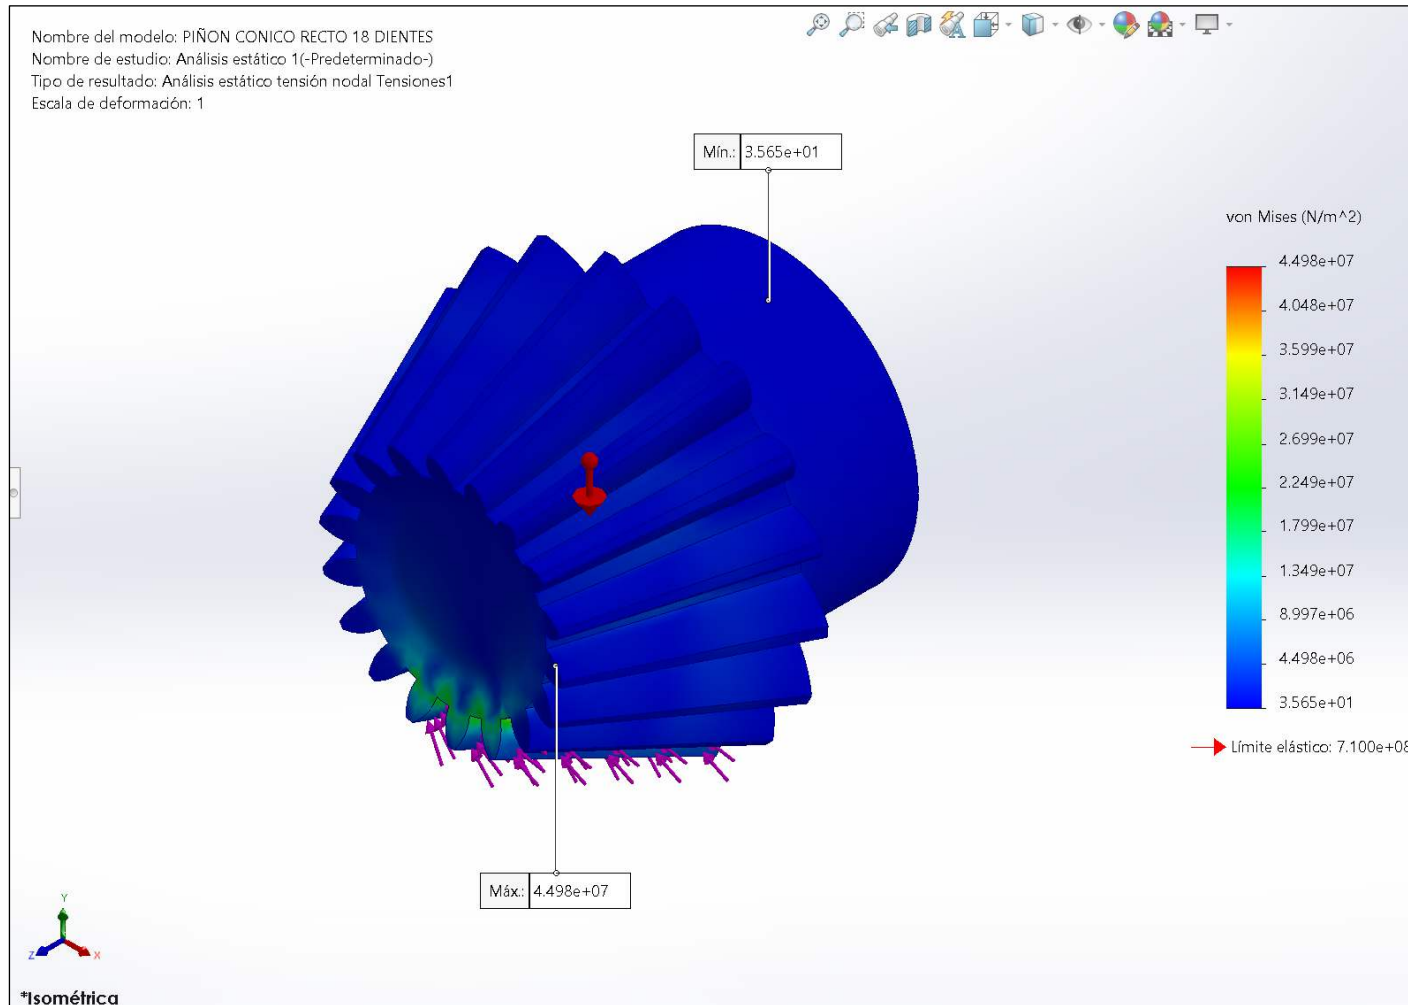 Nombre del modelo: PIÑON CONICO RECTO 18 DIENTES
Nombre de estudio: Análisis estático 1(-Predeterminado-)
Tipo de resultado: Análisis estático tensión nodal Tensiones1
Escala de deformación: 1
Mín.: 3.565e+01
von Mises (N/m^2)
4.498e+07
4.048e+07
3.599e+07
3.149e+07
2.699e+07
2.249e+07
1.799e+07
1.349e+07
8.997e+06
4.498e+06
3.565e+01
Límite elástico: 7.100e+08
Máx.: 4.498e+07
Y
Z
X
*Isométrica